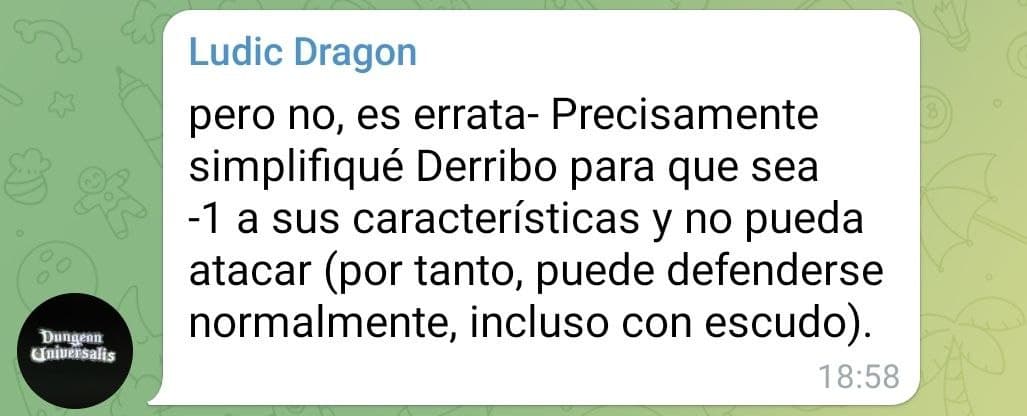 Ludic Dragon
pero no, es errata- Precisamente
simplifiqué Derribo para que sea
-1 a sus características y no pueda
atacar (por tanto, puede defenderse
normalmente, incluso con escudo).
18:58
Dungeon
Universalis